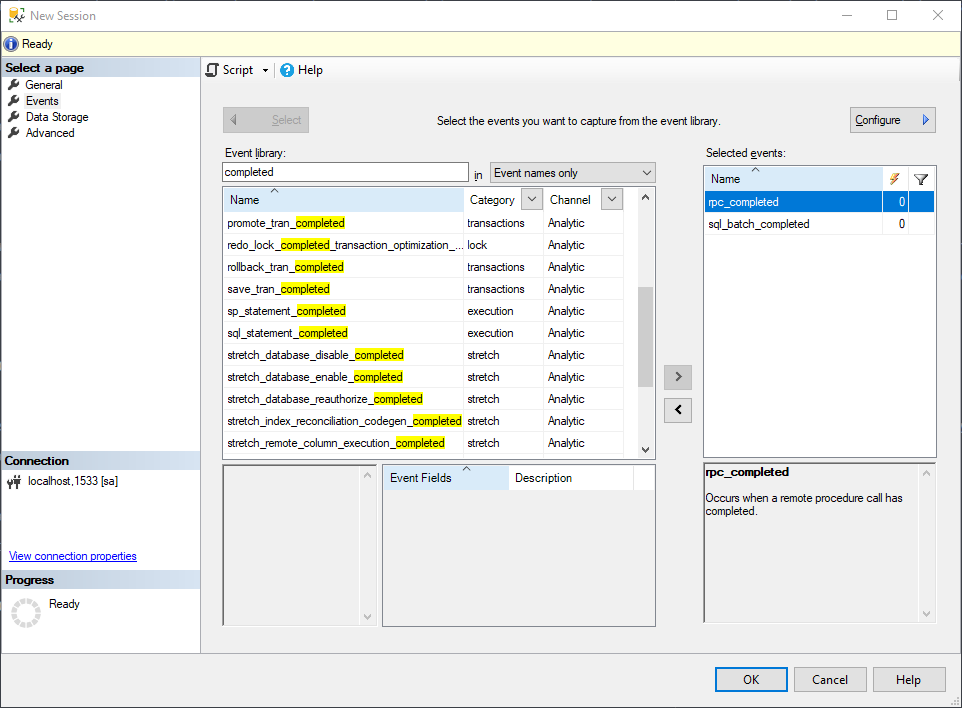 New Session
Ready
Select a page
General
Events
Data Storage
Advanced
Connection
localhost,1533 [sa]
View connection properties
Progress
Ready
Script Help
Select
Select the events you want to capture from the event library.
Configure
Event library:
completed in Event names only
Name Category Channel
promote_tran_completed transactions Analytic
redo_lock_completed_transaction_optimization_... lock Analytic
rollback_tran_completed transactions Analytic
save_tran_completed transactions Analytic
sp_statement_completed execution Analytic
sql_statement_completed execution Analytic
stretch_database_disable_completed stretch Analytic
stretch_database_enable_completed stretch Analytic
stretch_database_reauthorize_completed stretch Analytic
stretch_index_reconciliation_codegen_completed stretch Analytic
stretch_remote_column_execution_completed stretch Analytic
Event Fields Description
Selected events:
Name
rpc_completed 0
sql_batch_completed 0
rpc_completed
Occurs when a remote procedure call has
completed.
OK Cancel Help